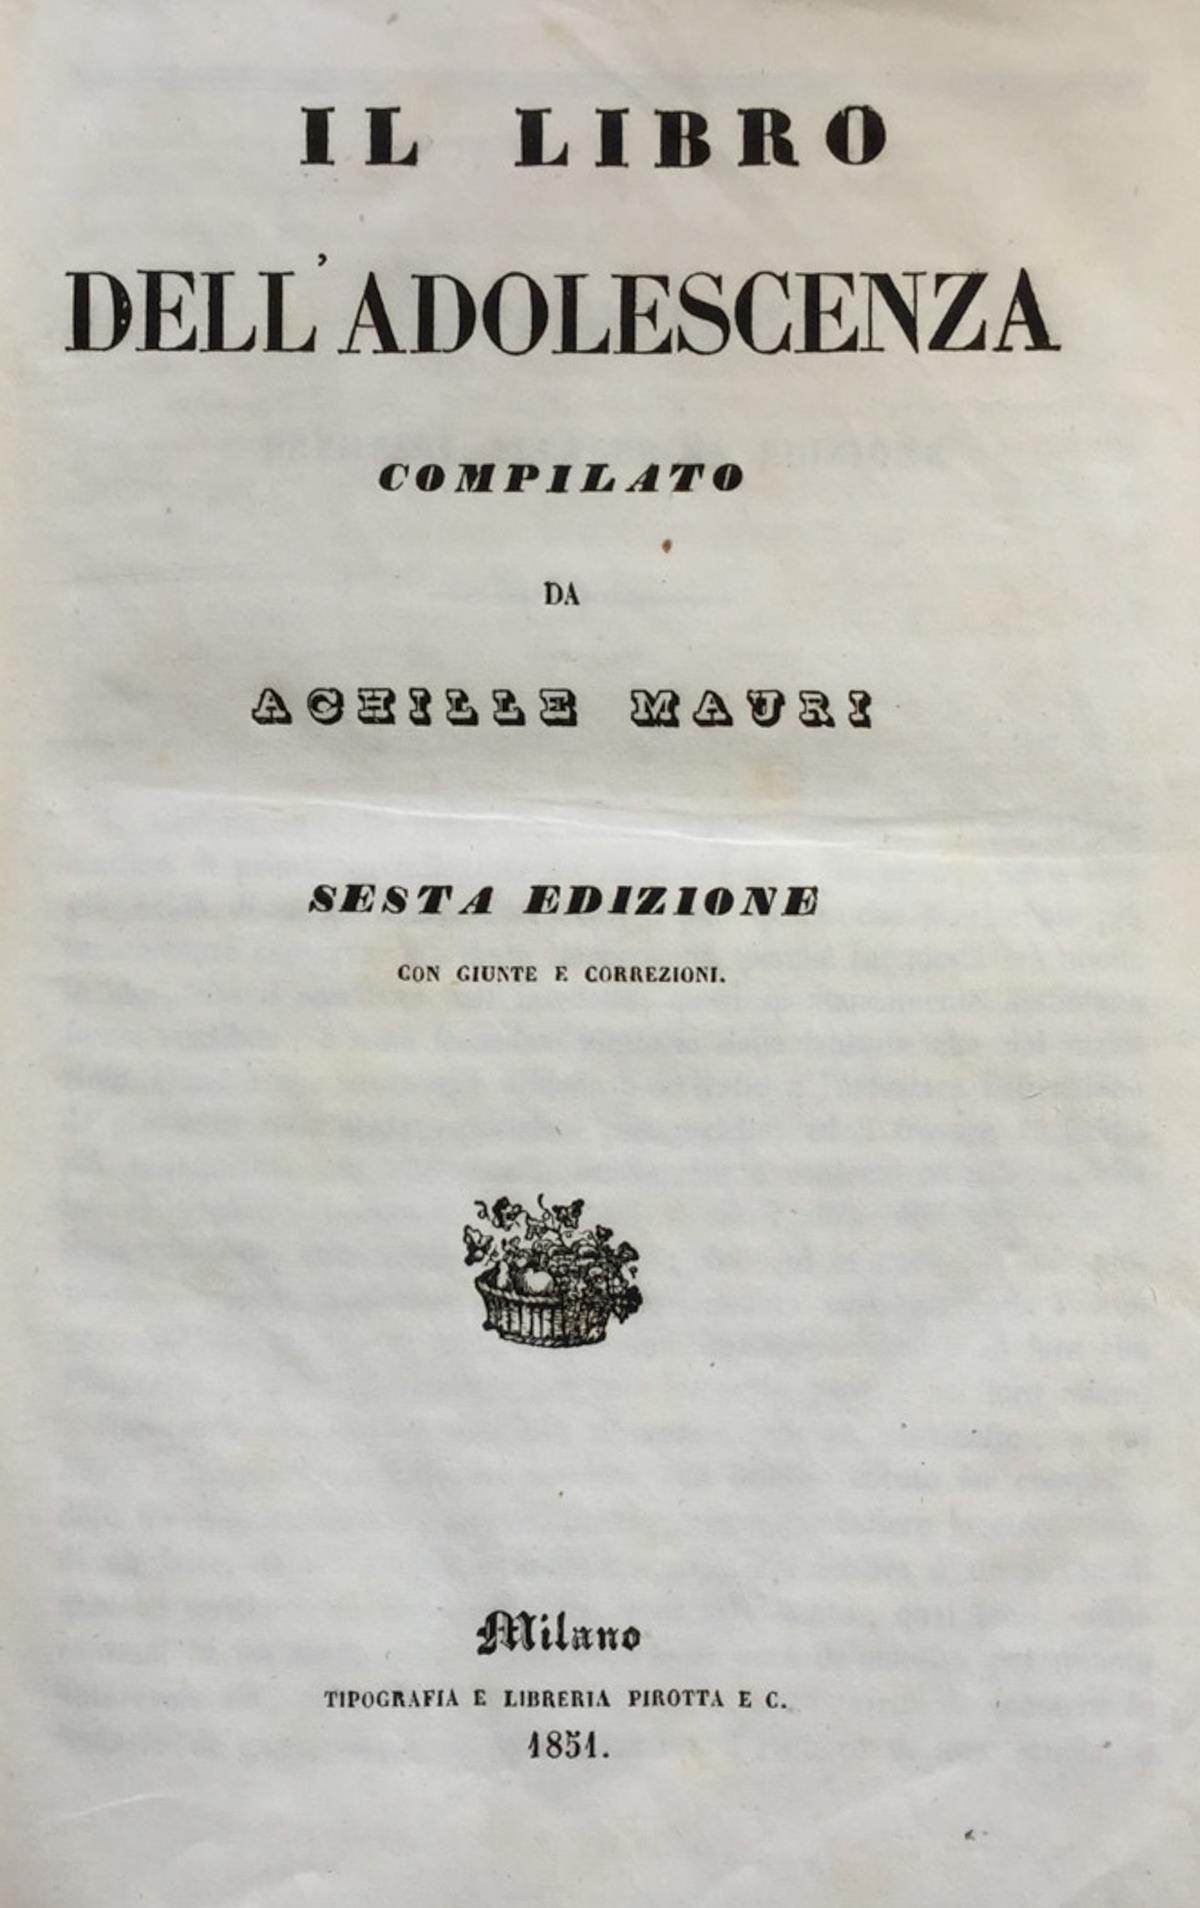 IL LIBRO
DELL'ADOLESCENZA
COMPILATO
DA
ACHILLE MAURI
SESTA EDIZIONE
CON GIUNTE E CORREZIONI.
Milano
TIPOGRAFIA E LIBRERIA PIROTTA E C.
1851.